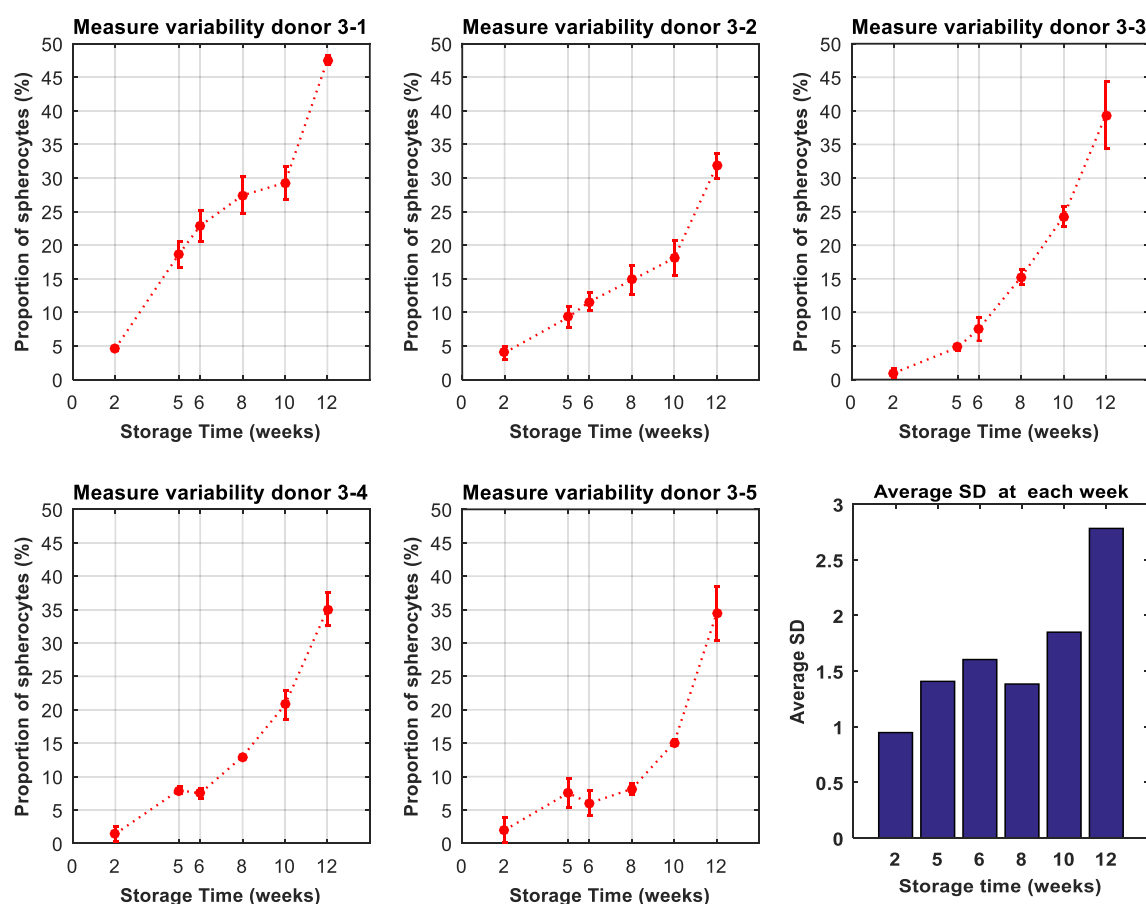 Measure variability donor 3-1
50
45
40
35
30
25
20
15
10
5
0
Proportion of spherocytes (%)
0 2 5 6 8 10 12
Storage Time (weeks)
Measure variability donor 3-2
50
45
40
35
30
25
20
15
10
5
0
Proportion of spherocytes (%)
0 2 5 6 8 10 12
Storage Time (weeks)
Measure variability donor 3-3
50
45
40
35
30
25
20
15
10
5
0
Proportion of spherocytes (%)
0 2 5 6 8 10 12
Storage Time (weeks)
Measure variability donor 3-4
50
45
40
35
30
25
20
15
10
5
0
Proportion of spherocytes (%)
0 2 5 6 8 10 12
Storage Time (weeks)
Measure variability donor 3-5
50
45
40
35
30
25
20
15
10
5
0
Proportion of spherocytes (%)
0 2 5 6 8 10 12
Storage Time (weeks)
Average SD at each week
3
2.5
2
1.5
1
0.5
0
Average SD
2 5 6 8 10 12
Storage time (weeks)